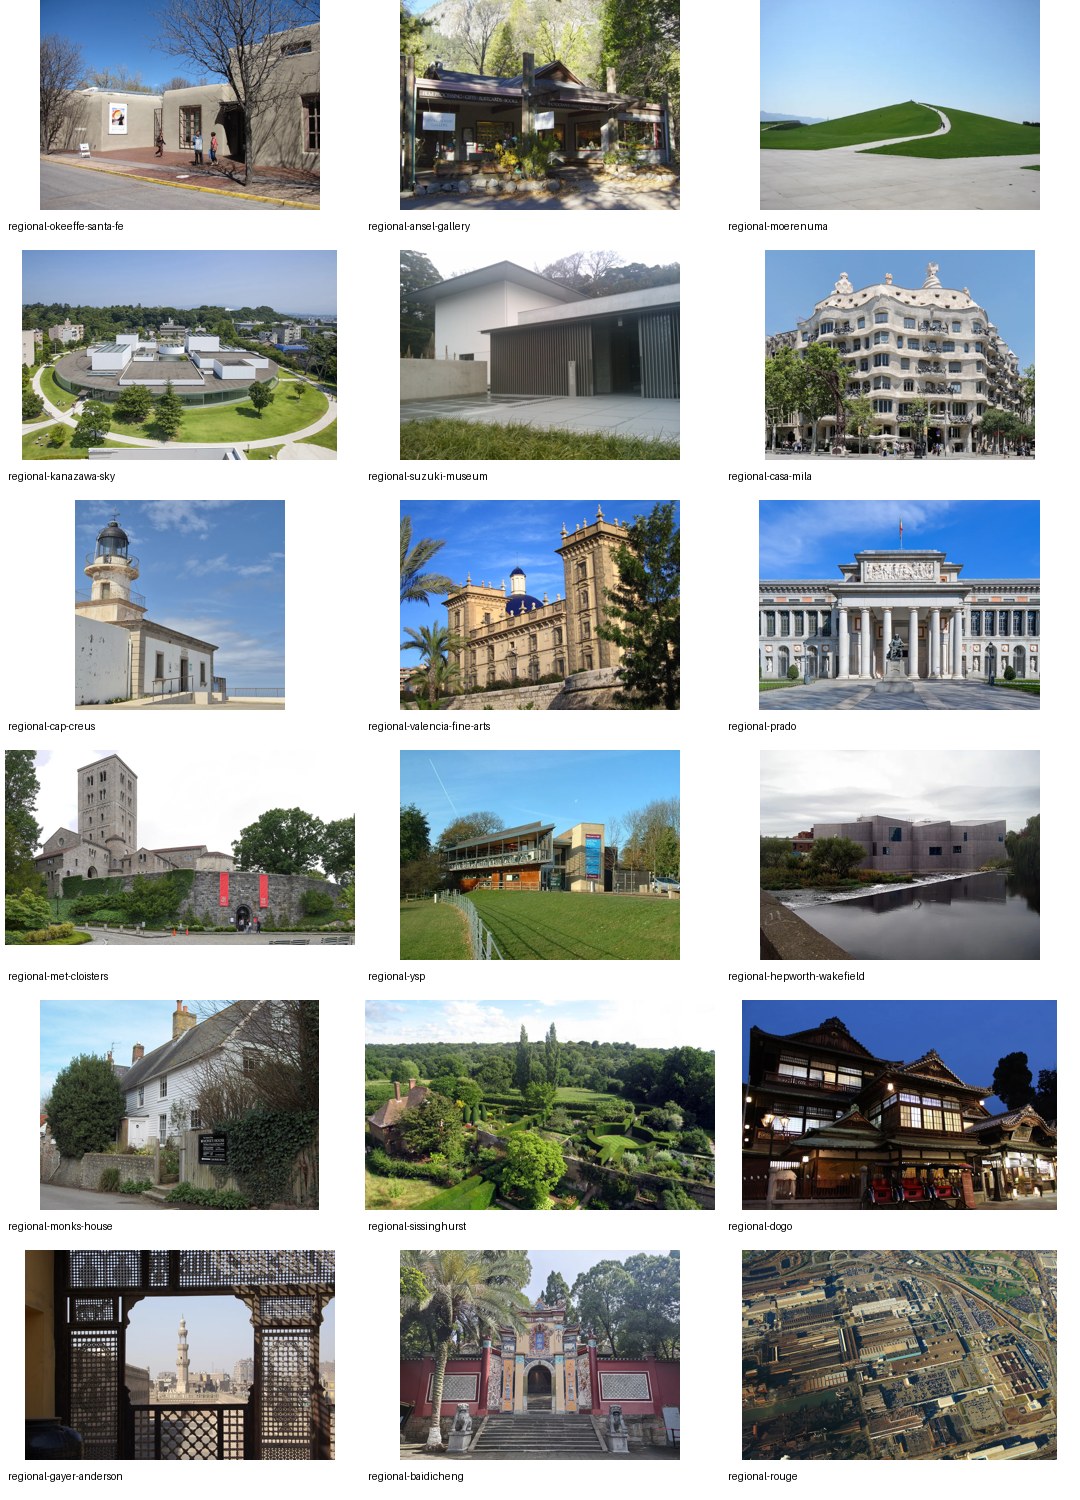 regional-okeeffe-santa-fe
regional-ansel-gallery
regional-moerenuma
regional-kanazawa-sky
regional-suzuki-museum
regional-casa-mila
regional-cap-creus
regional-valencia-fine-arts
regional-prado
regional-met-cloisters
regional-ysp
regional-hepworth-wakefield
regional-monks-house
regional-sissinghurst
regional-dogo
regional-gayer-anderson
regional-baidicheng
regional-rouge